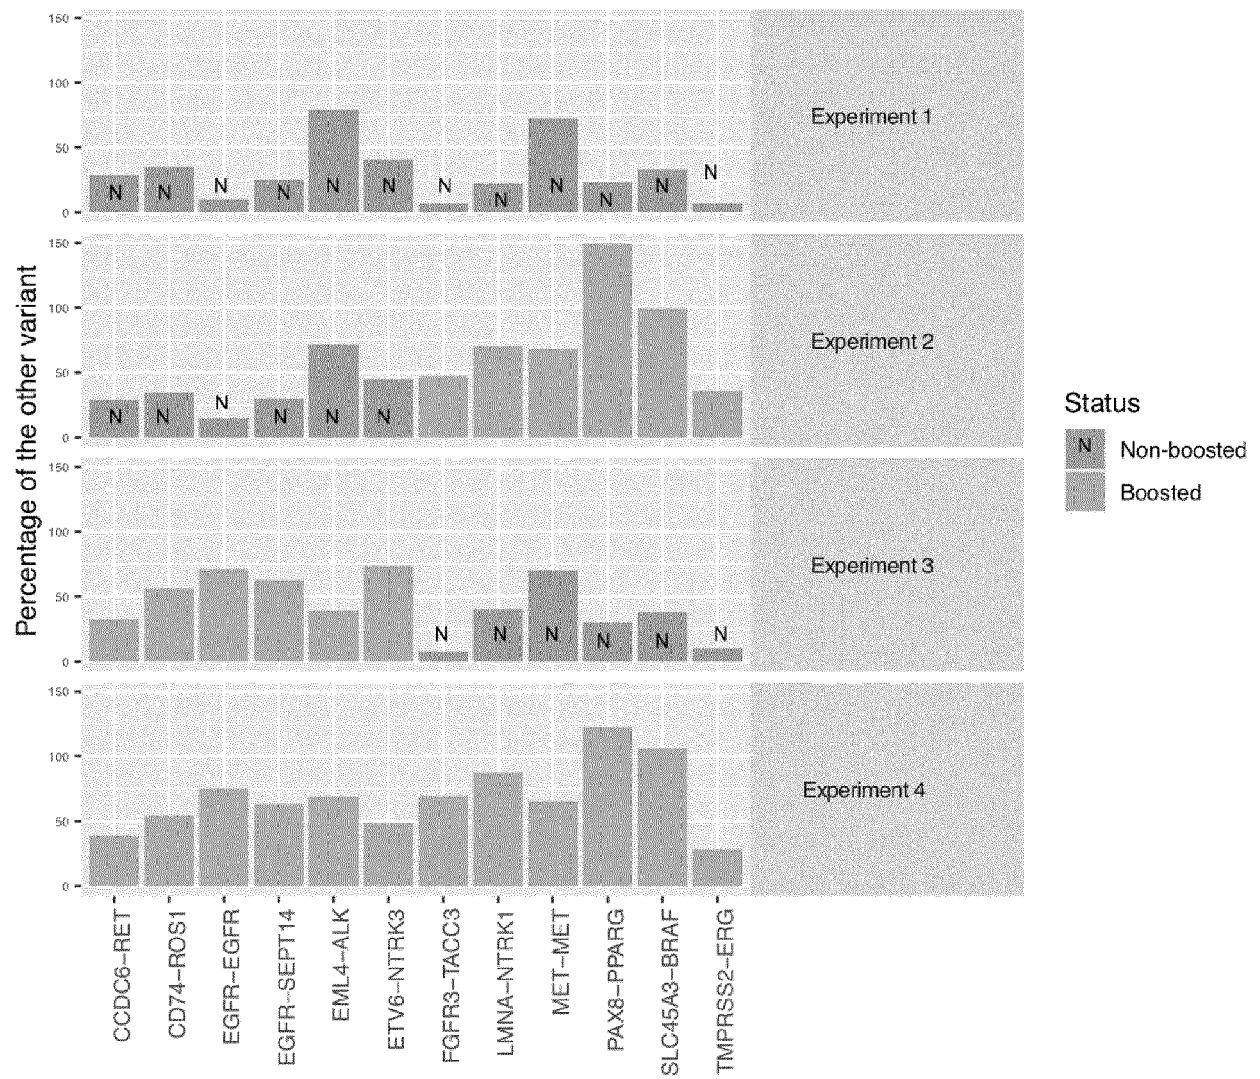 Percentage of the other variant
150
100
50
0
N N N N N N N N N N N N
Experiment 1
150
100
50
0
N N N N N N
Experiment 2
150
100
50
0
N N N N N N
Experiment 3
150
100
50
0
Experiment 4
CCDC6–RET
CD74–ROS1
EGFR–EGFR
EGFR–SEPT14
EML4–ALK
ETV6–NTRK3
FGFR3–TACC3
LMNA–NTRK1
MET–MET
PAX8–PPARG
SLC45A3–BRAF
TMPRSS2–ERG
Status
N Non-boosted
Boosted